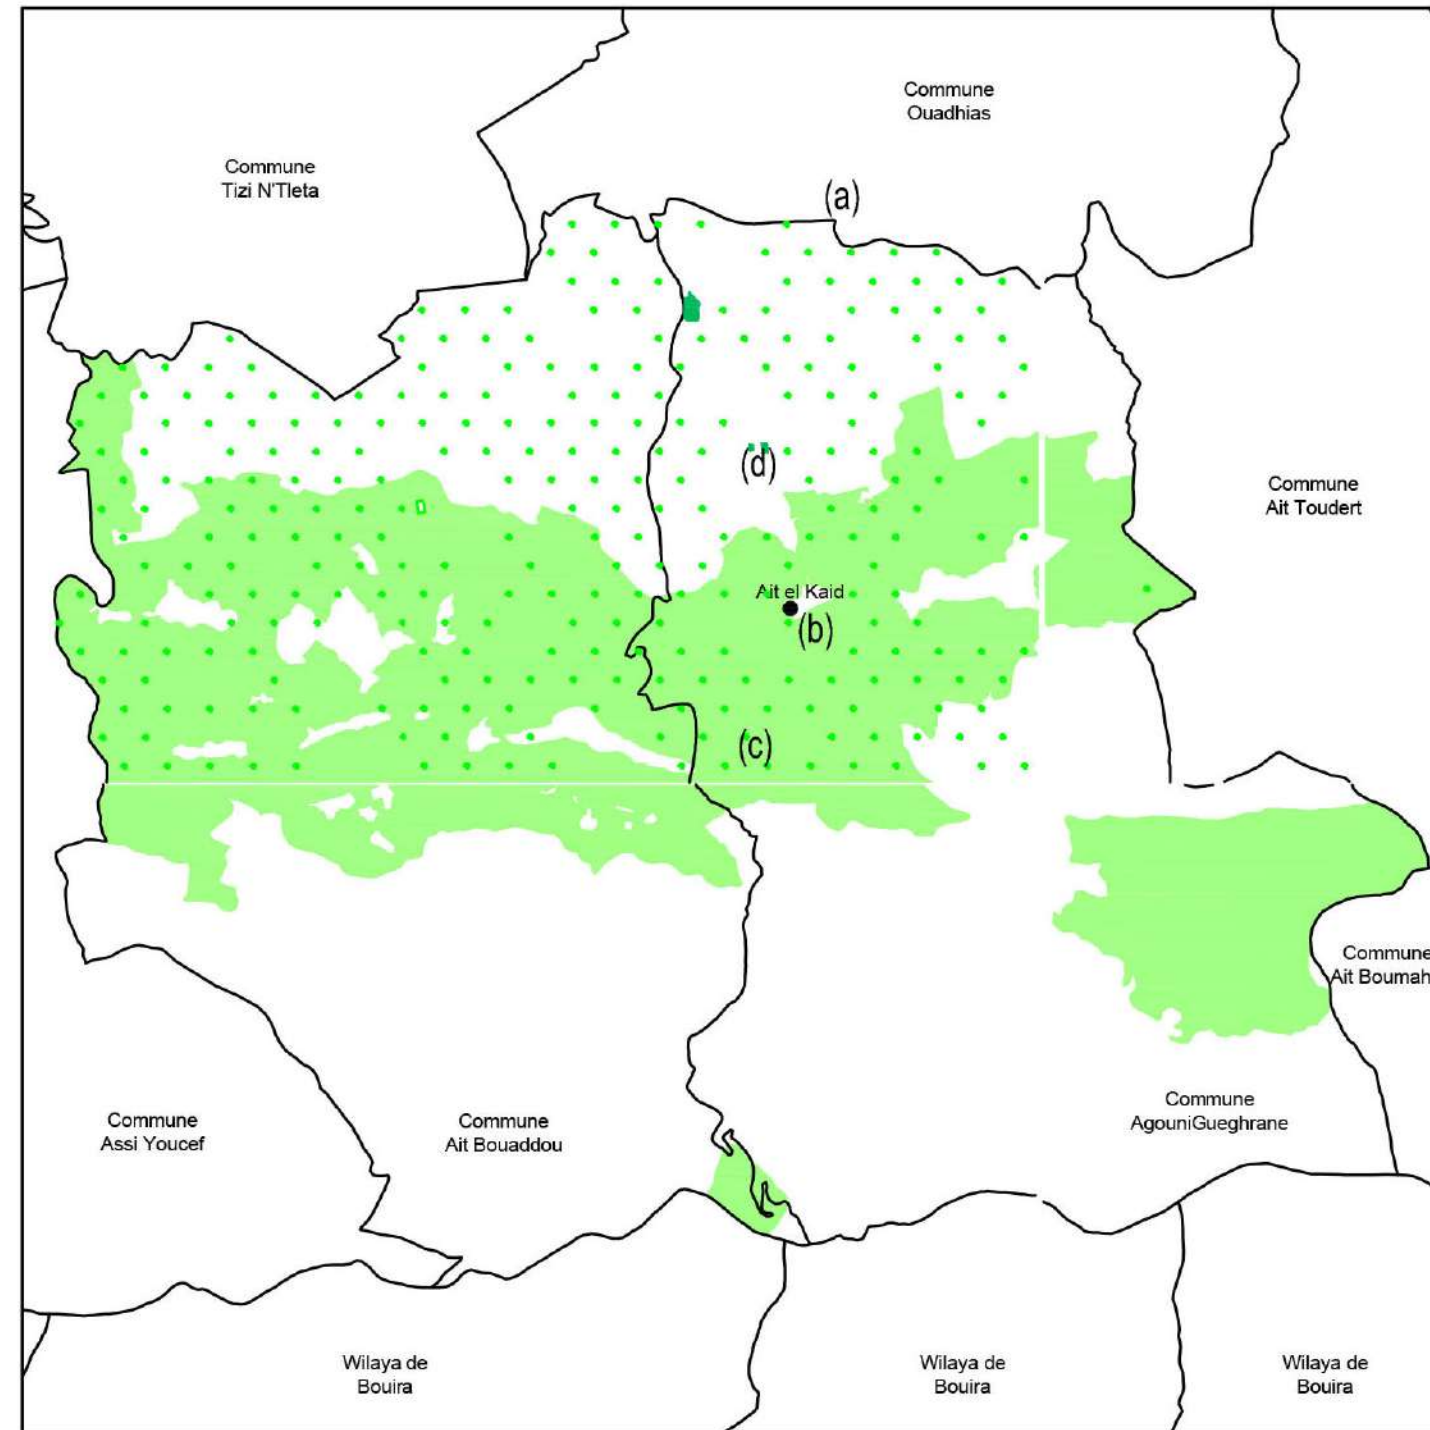 Commune
Ouadhias
Commune
Tizi N'Tleta
(a)
(d)
Commune
Ait Toudert
Ait el Kaid
(b)
(c)
Commune
Ait Boumah
Commune
Assi Youcef
Commune
Ait Bouaddou
Commune
AgouniGueghrane
Wilaya de
Bouira
Wilaya de
Bouira
Wilaya de
Bouira